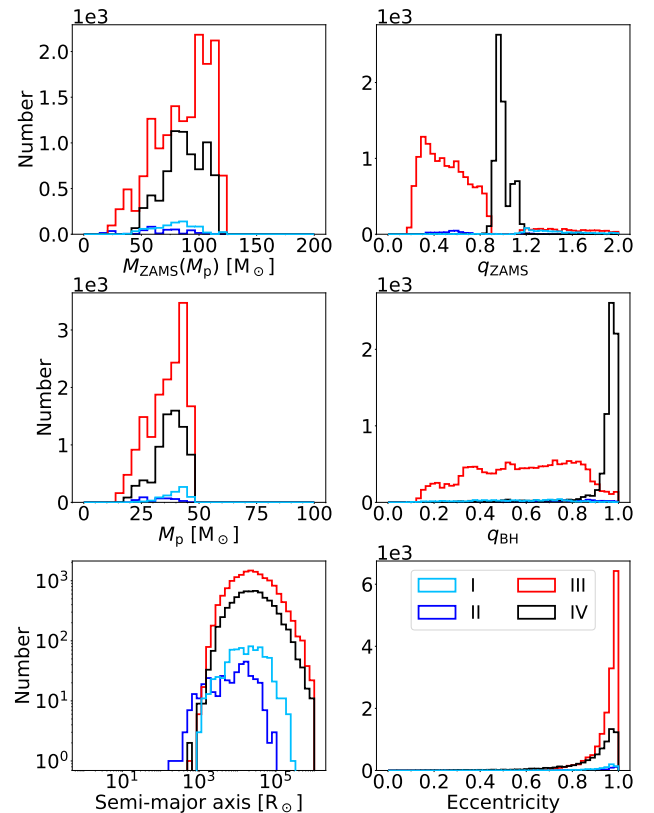 1e3
2.0
1.5
1.0
0.5
0.0
Number
0 50 100 150 200
M_ZAMS(M_p) [M_⊙]
1e3
2
1
0
0.0 0.4 0.8 1.2 1.6 2.0
q_ZAMS
1e3
3
2
1
0
Number
0 25 50 75 100
M_p [M_⊙]
1e3
2
1
0
0.0 0.2 0.4 0.6 0.8 1.0
q_BH
10^3
10^2
10^1
10^0
Number
10^1 10^3 10^5
Semi-major axis [R_⊙]
1e3
6
4
2
0
I III
II IV
0.0 0.2 0.4 0.6 0.8 1.0
Eccentricity